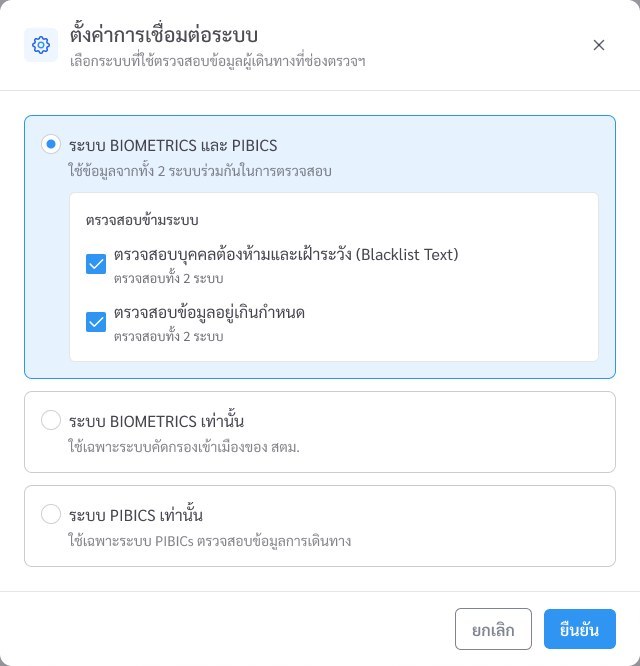 ตั้งค่าการเชื่อมต่อระบบ
เลือกระบบที่ใช้ตรวจสอบข้อมูลผู้เดินทางที่ช่องตรวจฯ
ระบบ BIOMETRICS และ PIBICS
ใช้ข้อมูลจากทั้ง 2 ระบบร่วมกันในการตรวจสอบ
ตรวจสอบข้ามระบบ
ตรวจสอบบุคคลต้องห้ามและเฝ้าระวัง (Blacklist Text)
ตรวจสอบทั้ง 2 ระบบ
ตรวจสอบข้อมูลอยู่เกินกำหนด
ตรวจสอบทั้ง 2 ระบบ
ระบบ BIOMETRICS เท่านั้น
ใช้เฉพาะระบบคัดกรองเข้าเมืองของ สตม.
ระบบ PIBICS เท่านั้น
ใช้เฉพาะระบบ PIBICs ตรวจสอบข้อมูลการเดินทาง
ยกเลิก
ยืนยัน